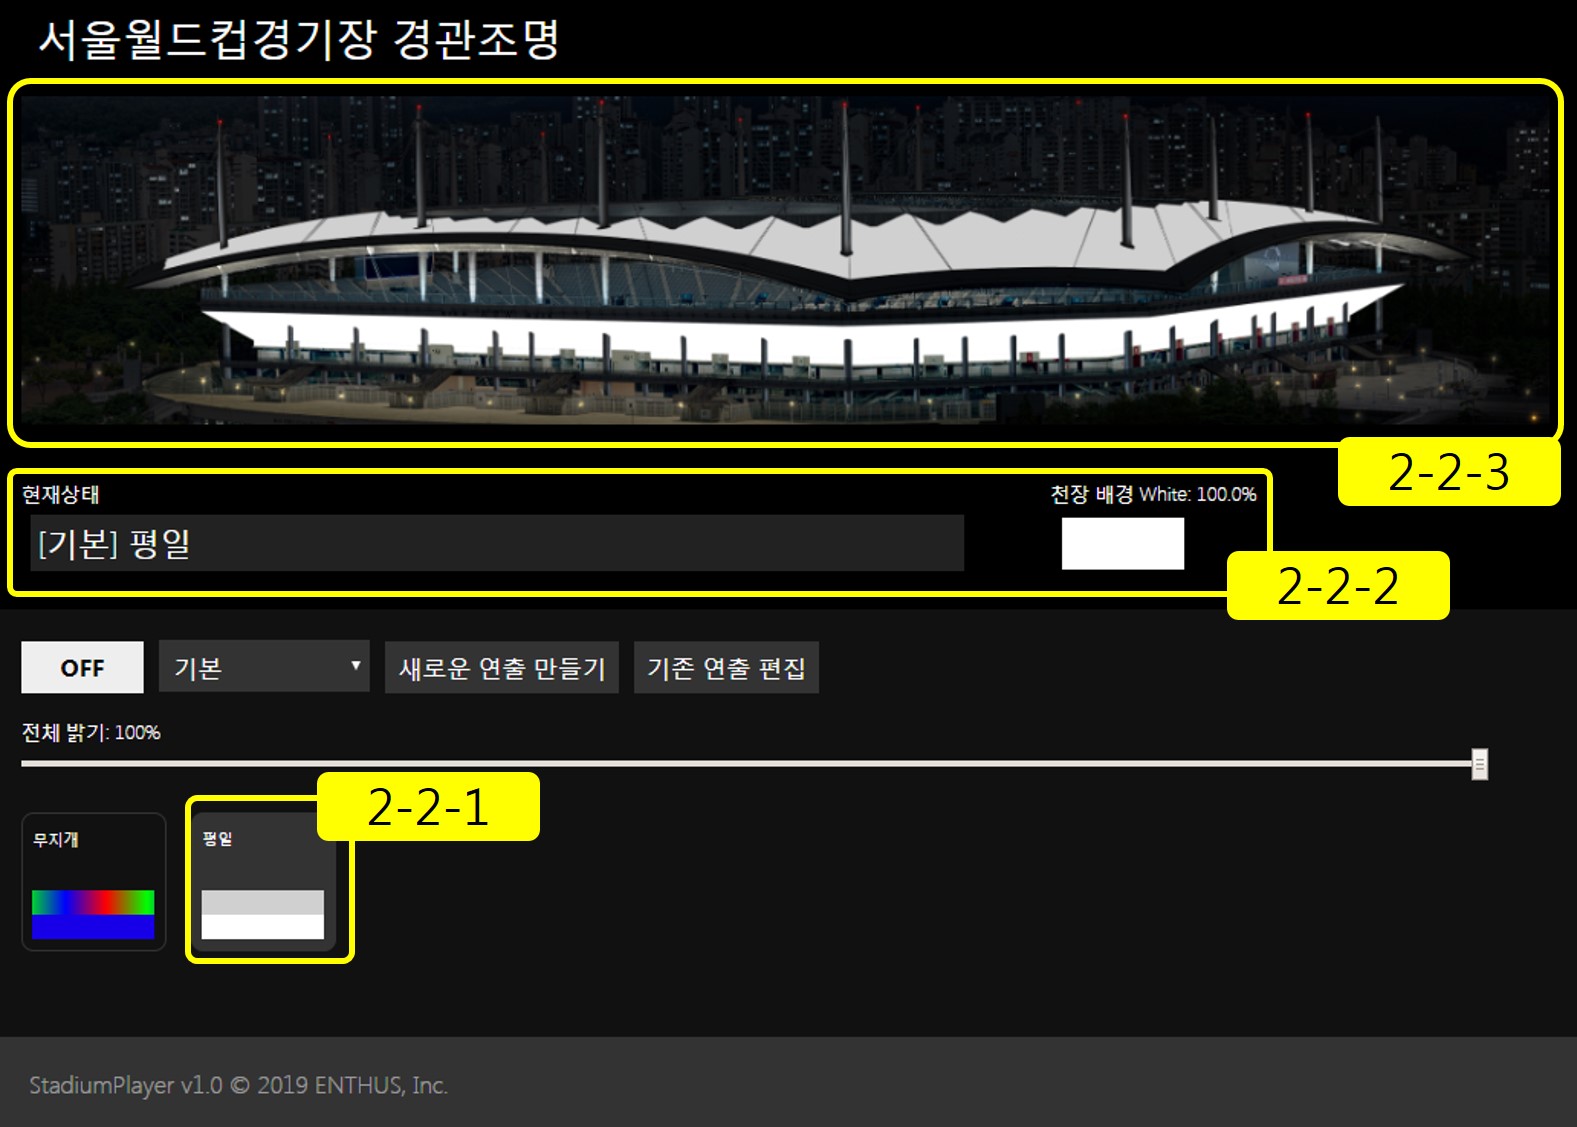 서울월드컵경기장 경관조명
2-2-3
현재상태
천장 배경 White: 100.0%
[기본] 평일
2-2-2
OFF
기본
새로운 연출 만들기
기존 연출 편집
전체 밝기: 100%
2-2-1
무지개
평일
StadiumPlayer v1.0 © 2019 ENTHUS, Inc.